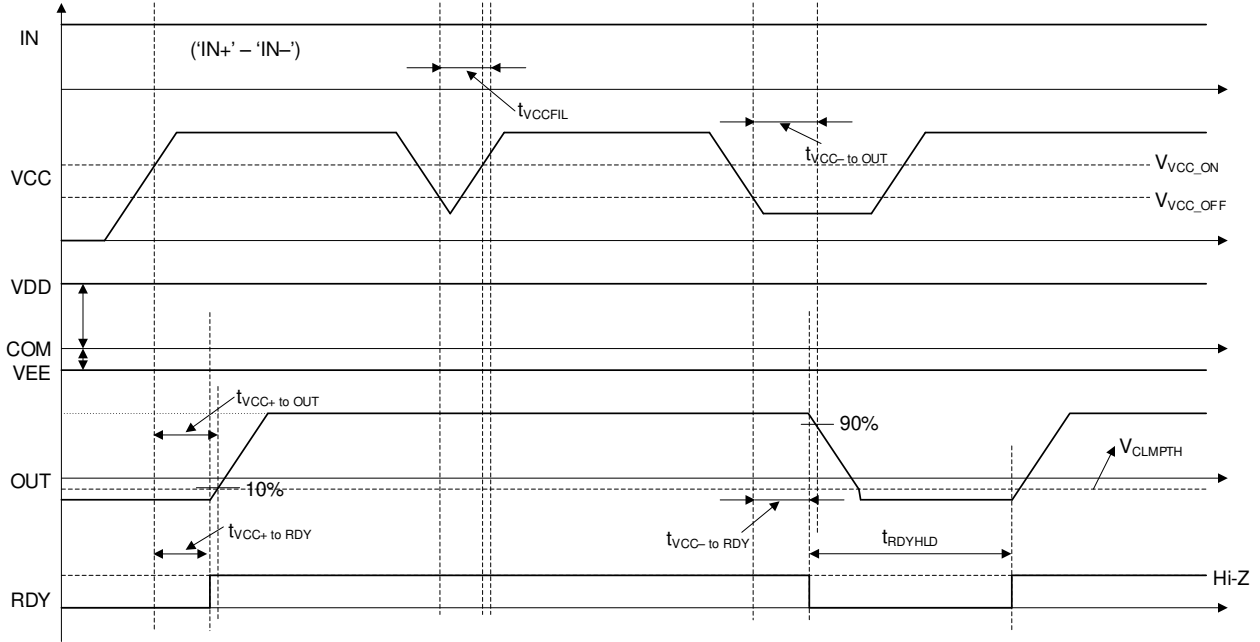 IN
(‘IN+’ – ‘IN–’)
tVCCFIL
tVCC– to OUT
VCC
VVCC_ON
VVCC_OFF
VDD
COM
VEE
tVCC+ to OUT
90%
VCLMPTH
OUT
10%
tVCC+ to RDY
tVCC– to RDY
tRDYHLD
Hi-Z
RDY